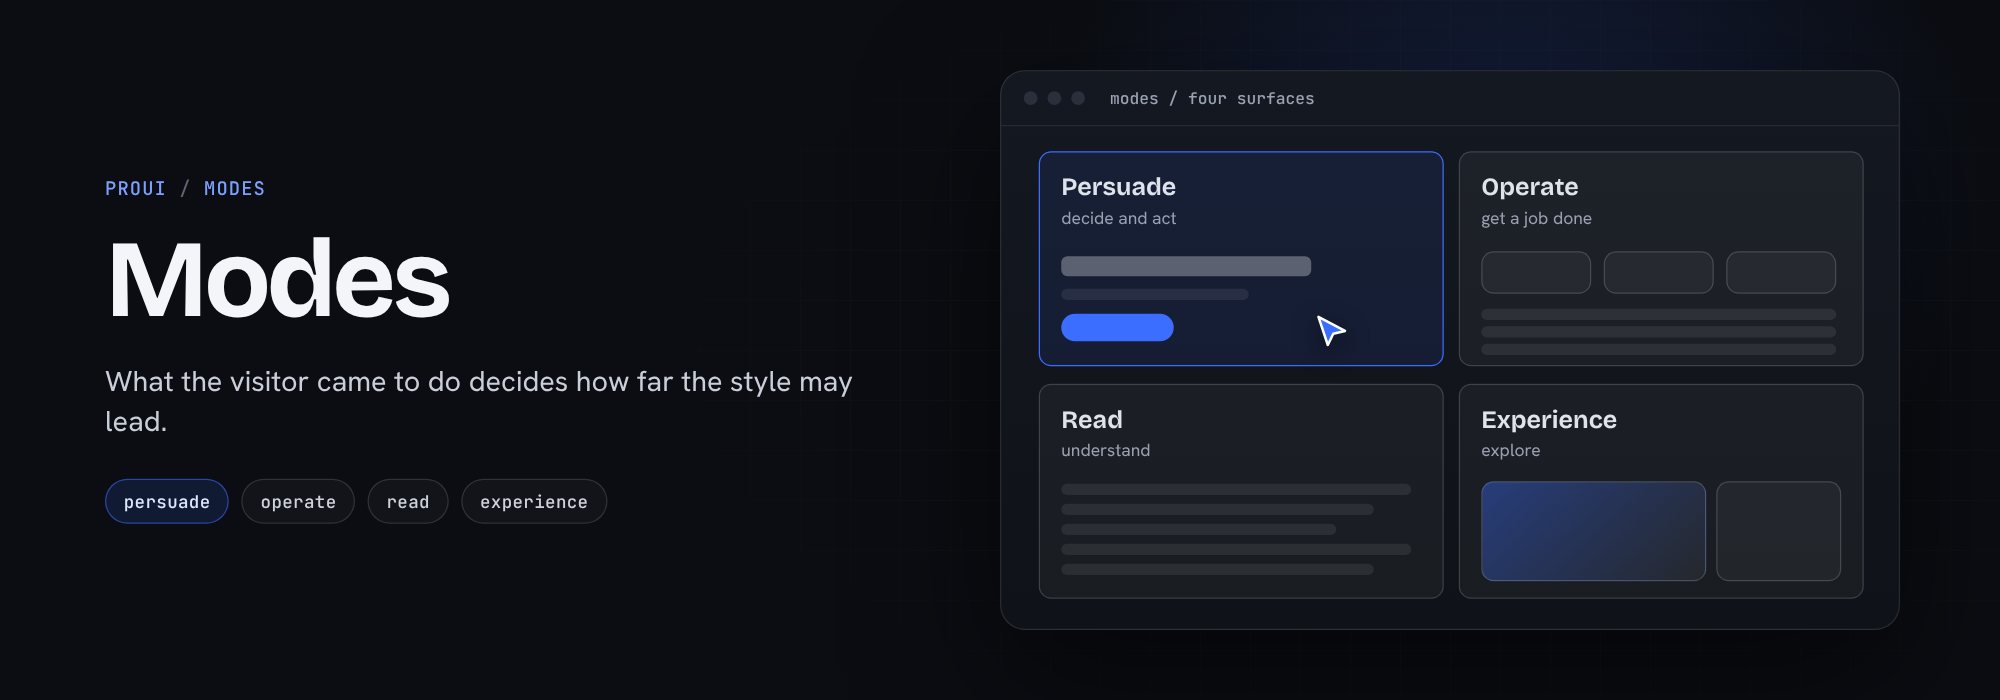 PROUI / MODES
Modes
What the visitor came to do decides how far the style may
lead.
persuade
operate
read
experience
modes / four surfaces
Persuade
decide and act
Operate
get a job done
Read
understand
Experience
explore